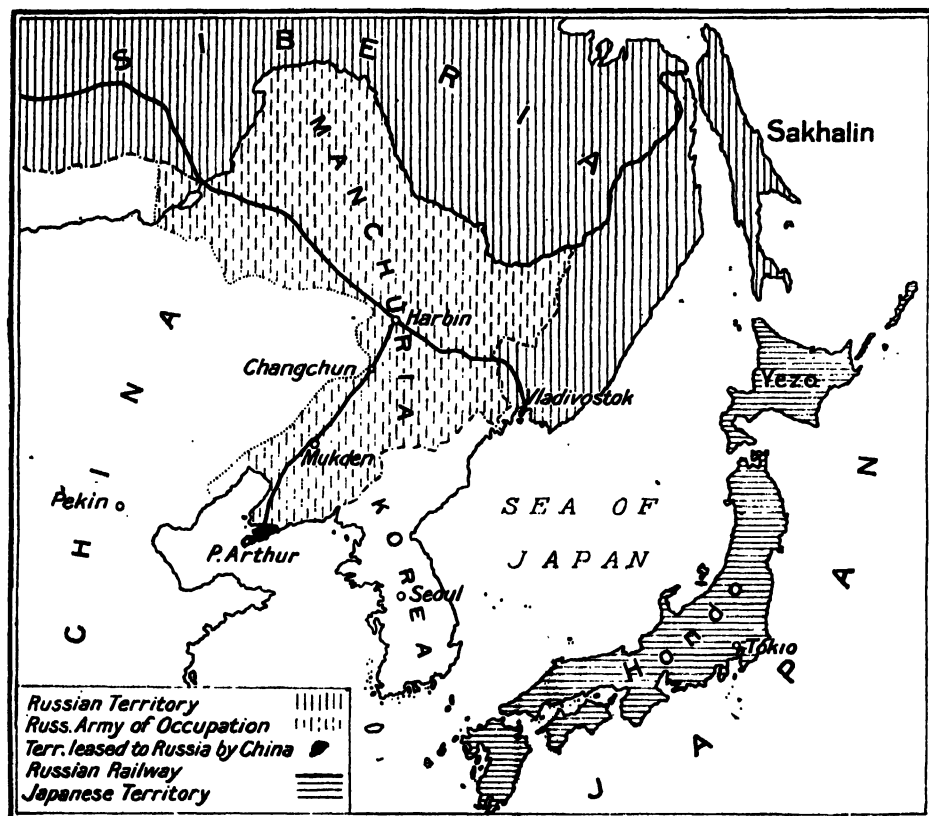 SIBERIA
MANCHURIA
Sakhalin
CHINA
Harbin
Changchun
Yezo
Vladivostok
Mukden
Pekin
KOREA
SEA OF
JAPAN
P. Arthur
Seoul
Hondo
Tokio
JAPAN
Russian Territory
Russ. Army of Occupation
Terr. leased to Russia by China
Russian Railway
Japanese Territory